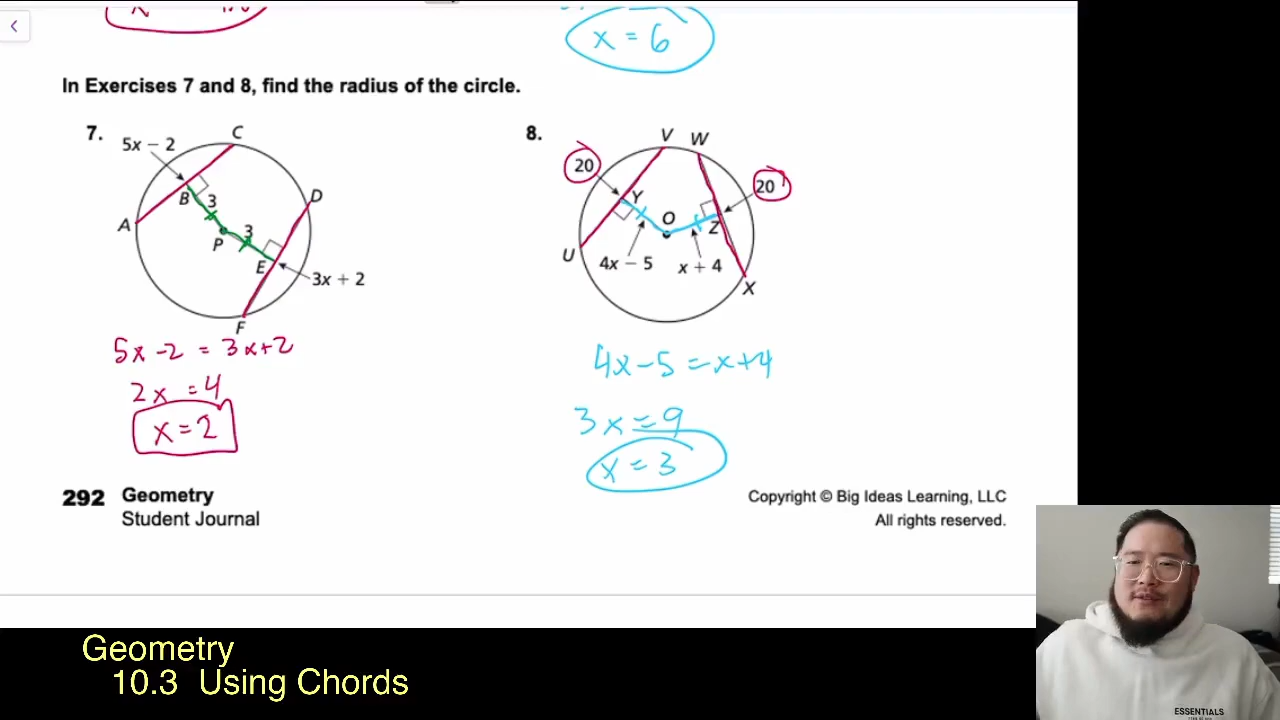 x = 6
In Exercises 7 and 8, find the radius of the circle.
7.
5x − 2
C
B
3
D
A
P
3
E
3x + 2
F
5x - 2 = 3x + 2
2x = 4
x = 2
8.
V W
20
20
Y
O
Z
U
4x − 5
x + 4
X
4x - 5 = x + 4
3x = 9
x = 3
292 Geometry
Student Journal
Copyright © Big Ideas Learning, LLC
All rights reserved.
ESSENTIALS
Geometry
10.3 Using Chords